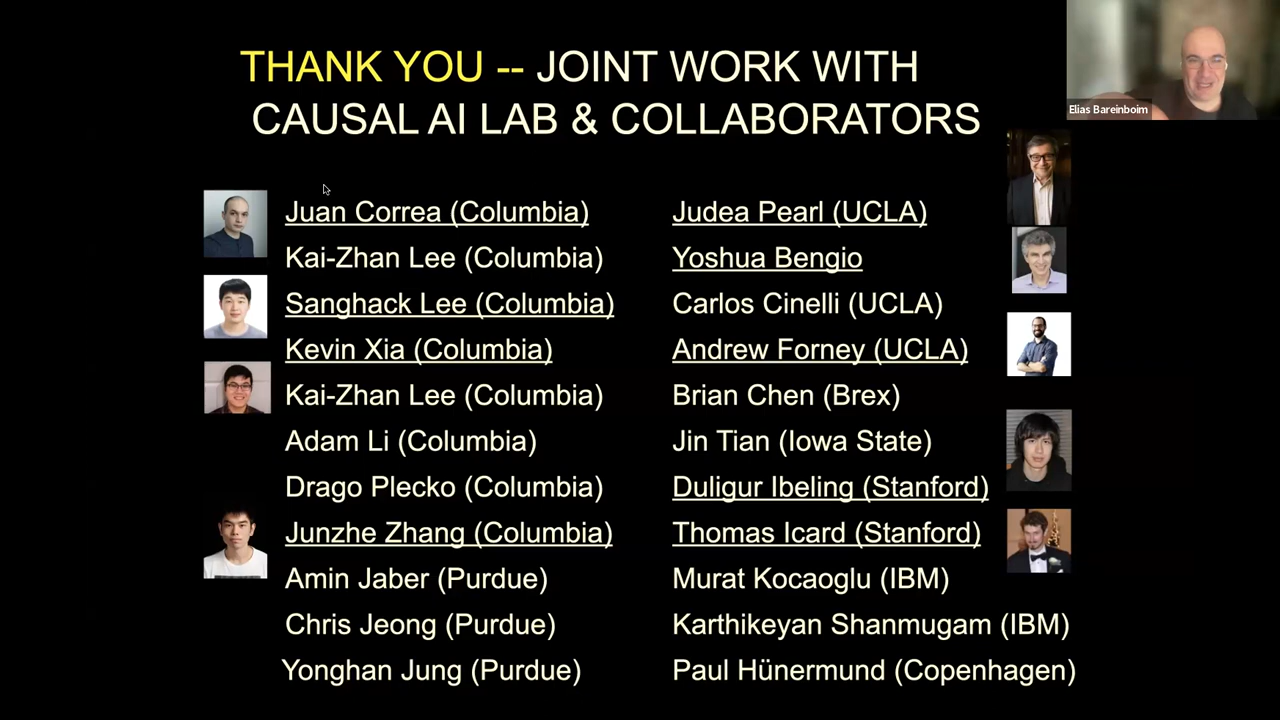 THANK YOU -- JOINT WORK WITH
CAUSAL AI LAB & COLLABORATORS
Elias Bareinboim
Juan Correa (Columbia)
Kai-Zhan Lee (Columbia)
Sanghack Lee (Columbia)
Kevin Xia (Columbia)
Kai-Zhan Lee (Columbia)
Adam Li (Columbia)
Drago Plecko (Columbia)
Junzhe Zhang (Columbia)
Amin Jaber (Purdue)
Chris Jeong (Purdue)
Yonghan Jung (Purdue)
Judea Pearl (UCLA)
Yoshua Bengio
Carlos Cinelli (UCLA)
Andrew Forney (UCLA)
Brian Chen (Brex)
Jin Tian (Iowa State)
Duligur Ibeling (Stanford)
Thomas Icard (Stanford)
Murat Kocaoglu (IBM)
Karthikeyan Shanmugam (IBM)
Paul Hünermund (Copenhagen)